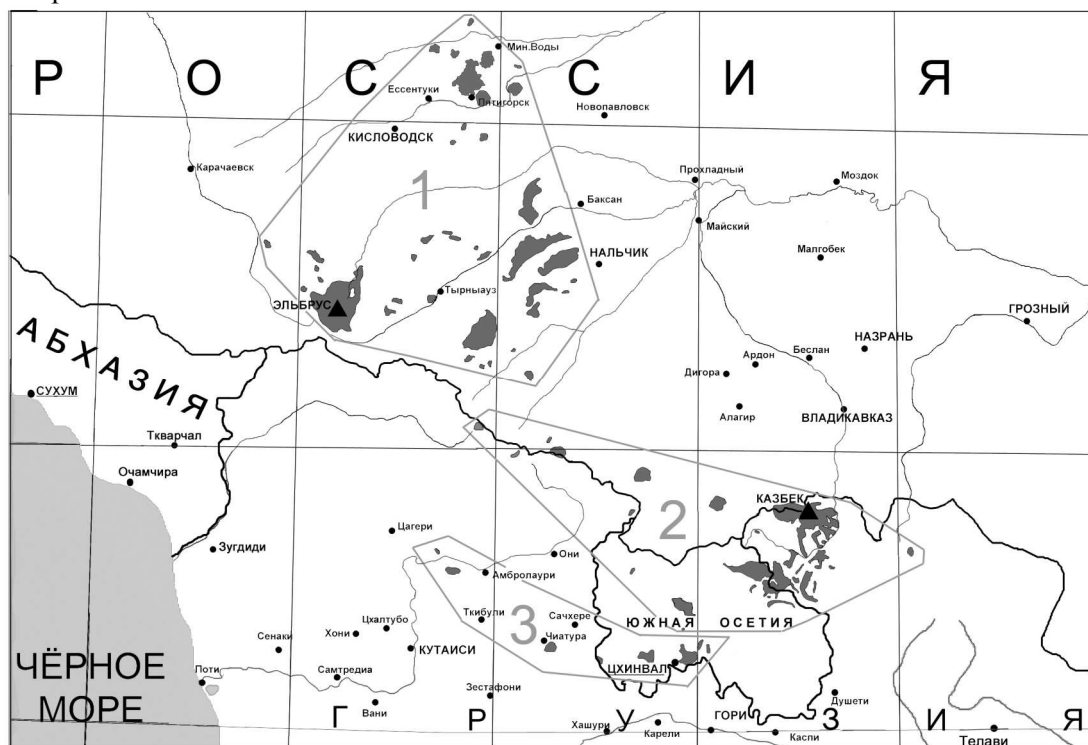 Мин.Воды
РОССИЯ
Ессентуки
Пятигорск
Новопавловск
КИСЛОВОДСК
Карачаевск
Прохладный
Моздок
1
Баксан
Майский
Малгобек
НАЛЬЧИК
Тырныауз
ЭЛЬБРУС
ГРОЗНЫЙ
АБХАЗИЯ
НАЗРАНЬ
Беслан
Ардон
Дигора
СУХУМ
Алагир
ВЛАДИКАВКАЗ
Ткварчал
Очамчира
КАЗБЕК
2
Цагери
Зугдиди
Они
Амбролаури
Ткибули
Сачхере
ЮЖНАЯ ОСЕТИЯ
Цхалтубо
3
Хони
Чиатура
Сенаки
КУТАИСИ
ЧЁРНОЕ
МОРЕ
ЦХИНВАЛ
Поти
Самтредиа
Зестафони
Душети
Вани
ГРУЗИЯ
Хашури
Карели
ГОРИ
Каспи
Телави